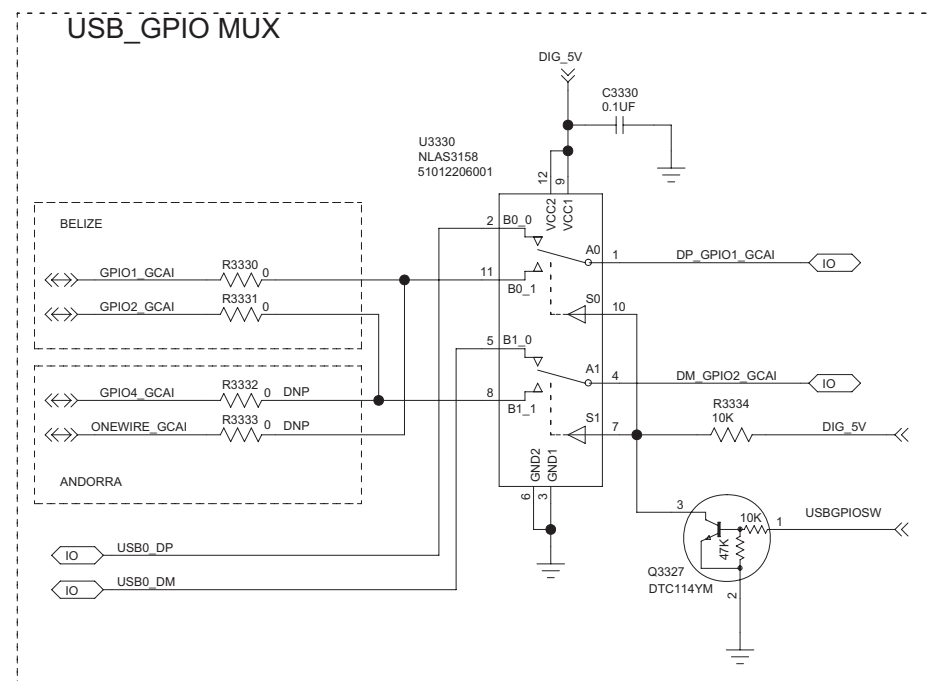 USB_GPIO MUX
DIG_5V
C3330
0.1UF
U3330
NLAS3158
51012206001
12
9
VCC2
VCC1
BELIZE
2 B0_0
A0 1 DP_GPIO1_GCAI IO
GPIO1_GCAI R3330 0
11
B0_1
GPIO2_GCAI R3331 0
S0 10
5 B1_0
A1 4 DM_GPIO2_GCAI IO
GPIO4_GCAI R3332 0 DNP
8
B1_1
R3334
10K
ONEWIRE_GCAI R3333 0 DNP
S1 7
DIG_5V
GND2
GND1
ANDORRA
6
3
3
10K
1 USBGPIOSW
47K
IO USB0_DP
Q3327
DTC114YM
2
IO USB0_DM